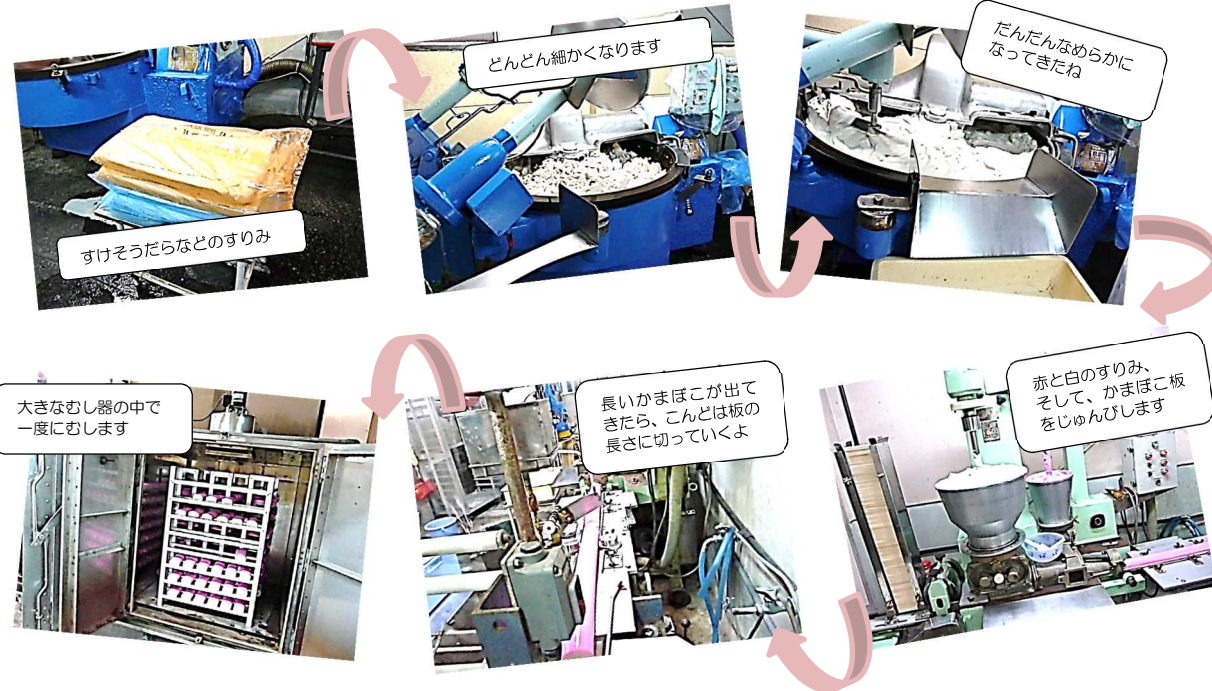 すけそうだらなどのすりみ
どんどん細かくなります
だんだんなめらかに
なってきたね
赤と白のすりみ、
そして、かまぼこ板
をじゅんびします
長いかまぼこが出て
きたら、こんどは板の
長さに切っていくよ
大きなむし器の中で
一度にむします